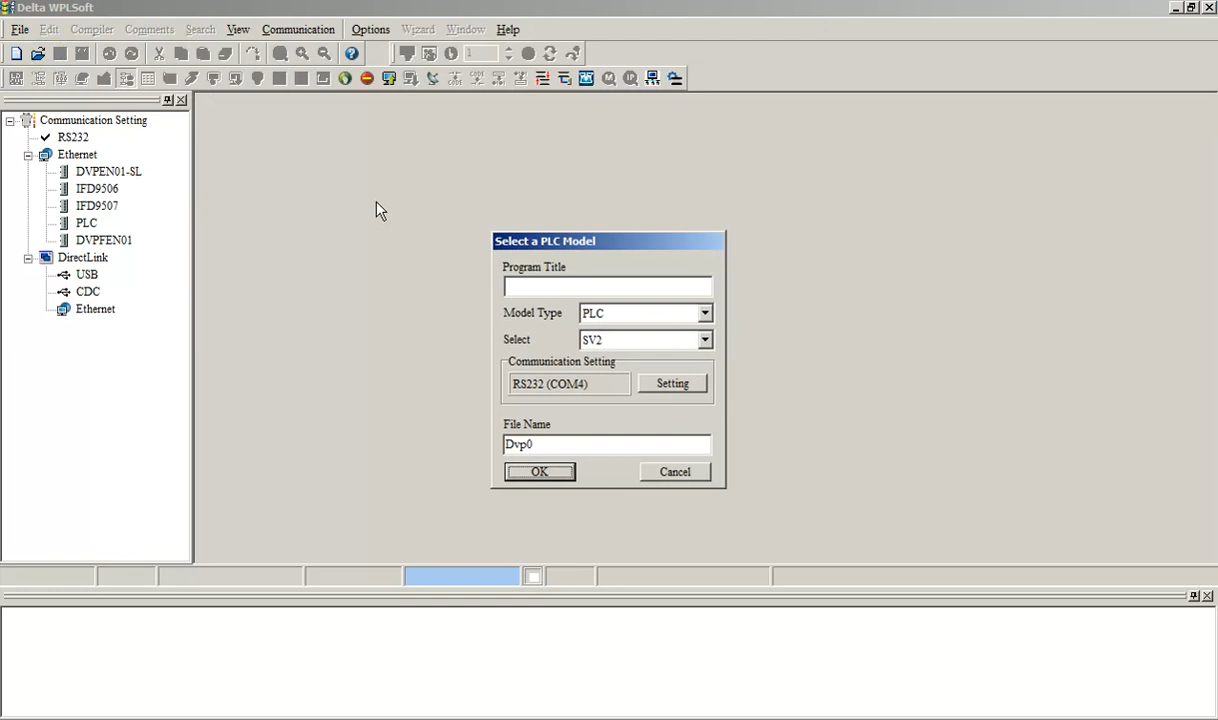 Delta WPLSoft
File Edit Compiler Comments Search View Communication Options Wizard Window Help
1
Communication Setting
RS232
Ethernet
DVPEN01-SL
IFD9506
IFD9507
PLC
DVPFEN01
DirectLink
USB
CDC
Ethernet
Select a PLC Model
Program Title
Model Type PLC
Select SV2
Communication Setting
RS232 (COM4) Setting
File Name
Dvp0
OK Cancel